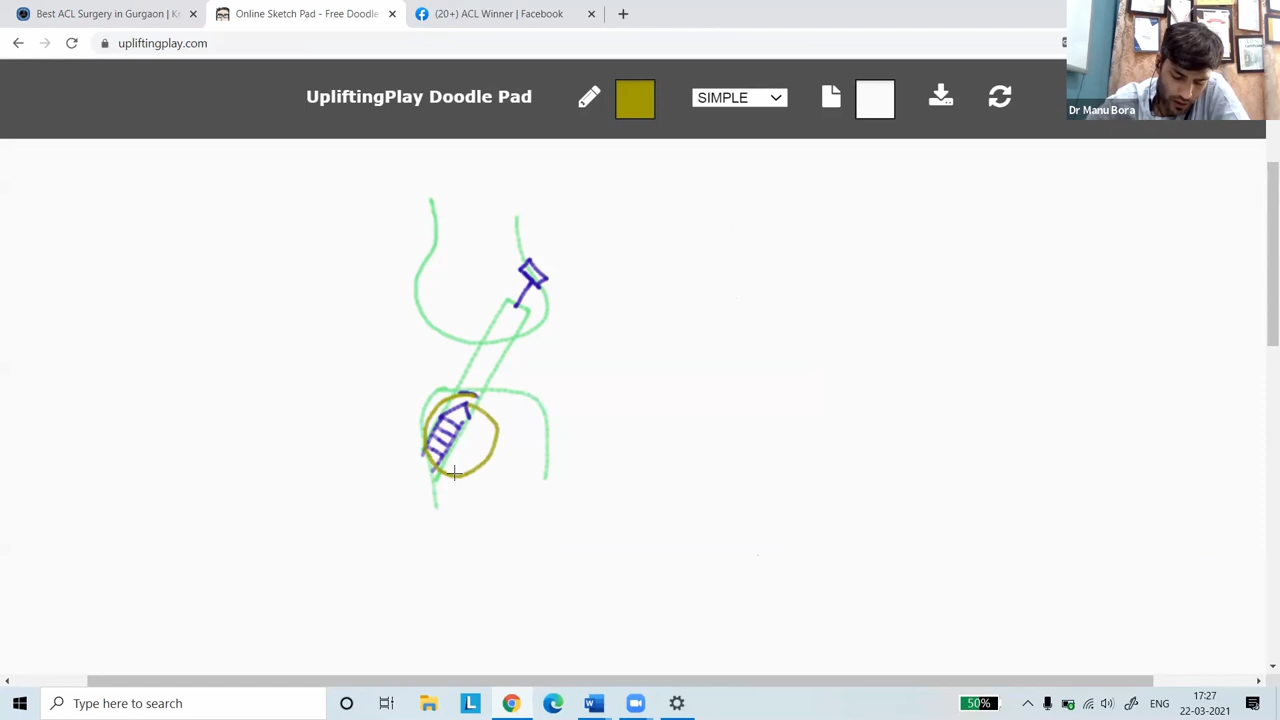 Best ACL Surgery in Gurgaon | K
Online Sketch Pad - Free Doodle
(20+) ACL Winners | Facebook
upliftingplay.com
UpliftingPlay Doodle Pad
SIMPLE
Dr Manu Bora
Type here to search
50%
ENG
17:27
22-03-2021